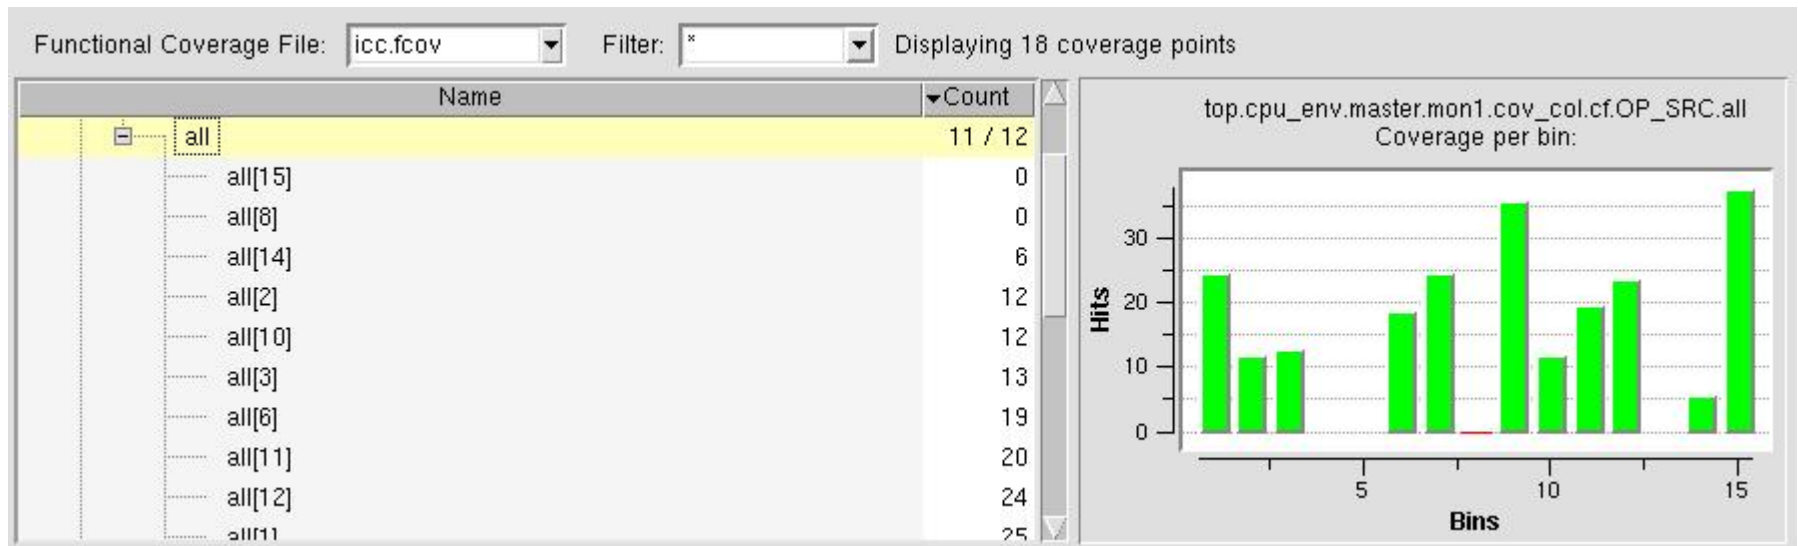 Functional Coverage File: icc.fcov Filter: * Displaying 18 coverage points
Name Count
all 11 / 12
all[15] 0
all[8] 0
all[14] 6
all[2] 12
all[10] 12
all[3] 13
all[6] 19
all[11] 20
all[12] 24
all[1] 25
top.cpu_env.master.mon1.cov_col.cf.OP_SRC.all
Coverage per bin:
Hits
30
20
10
0
5 10 15
Bins